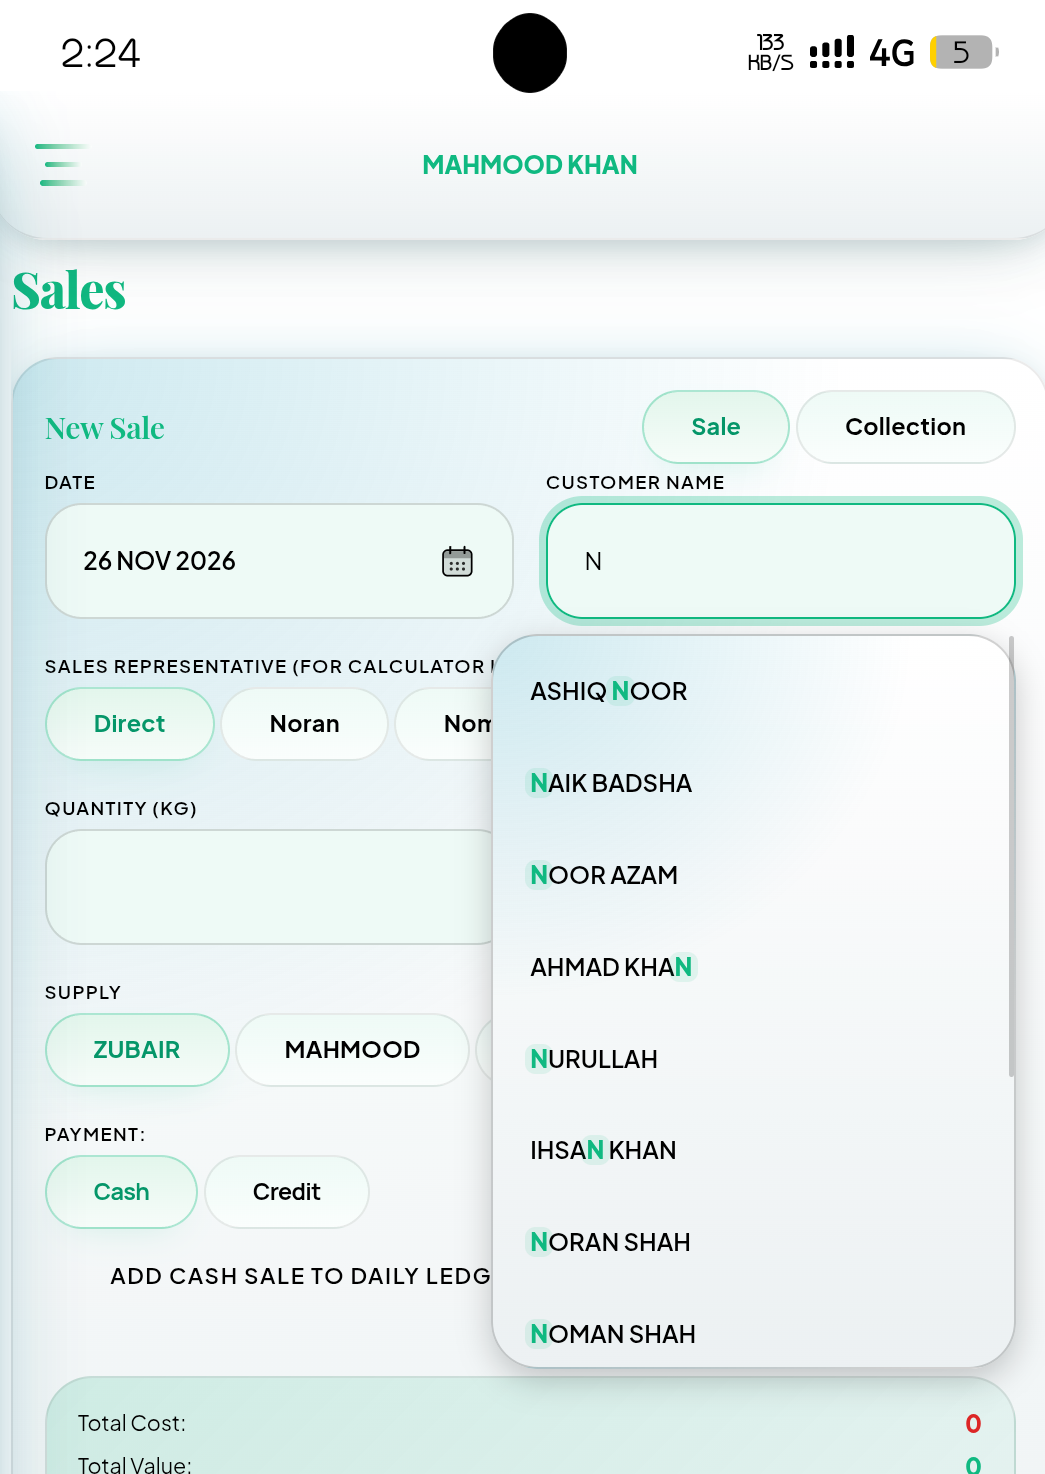 2:24
133
KB/S
4G
5
MAHMOOD KHAN
Sales
New Sale
Sale
Collection
DATE
CUSTOMER NAME
26 NOV 2026
N
SALES REPRESENTATIVE (FOR CALCULATOR
Direct
Noran
Nom
QUANTITY (KG)
SUPPLY
ZUBAIR
MAHMOOD
PAYMENT:
Cash
Credit
ADD CASH SALE TO DAILY LEDG
ASHIQ NOOR
NAIK BADSHA
NOOR AZAM
AHMAD KHAN
NURULLAH
IHSAN KHAN
NORAN SHAH
NOMAN SHAH
Total Cost:
0
Total Value:
0